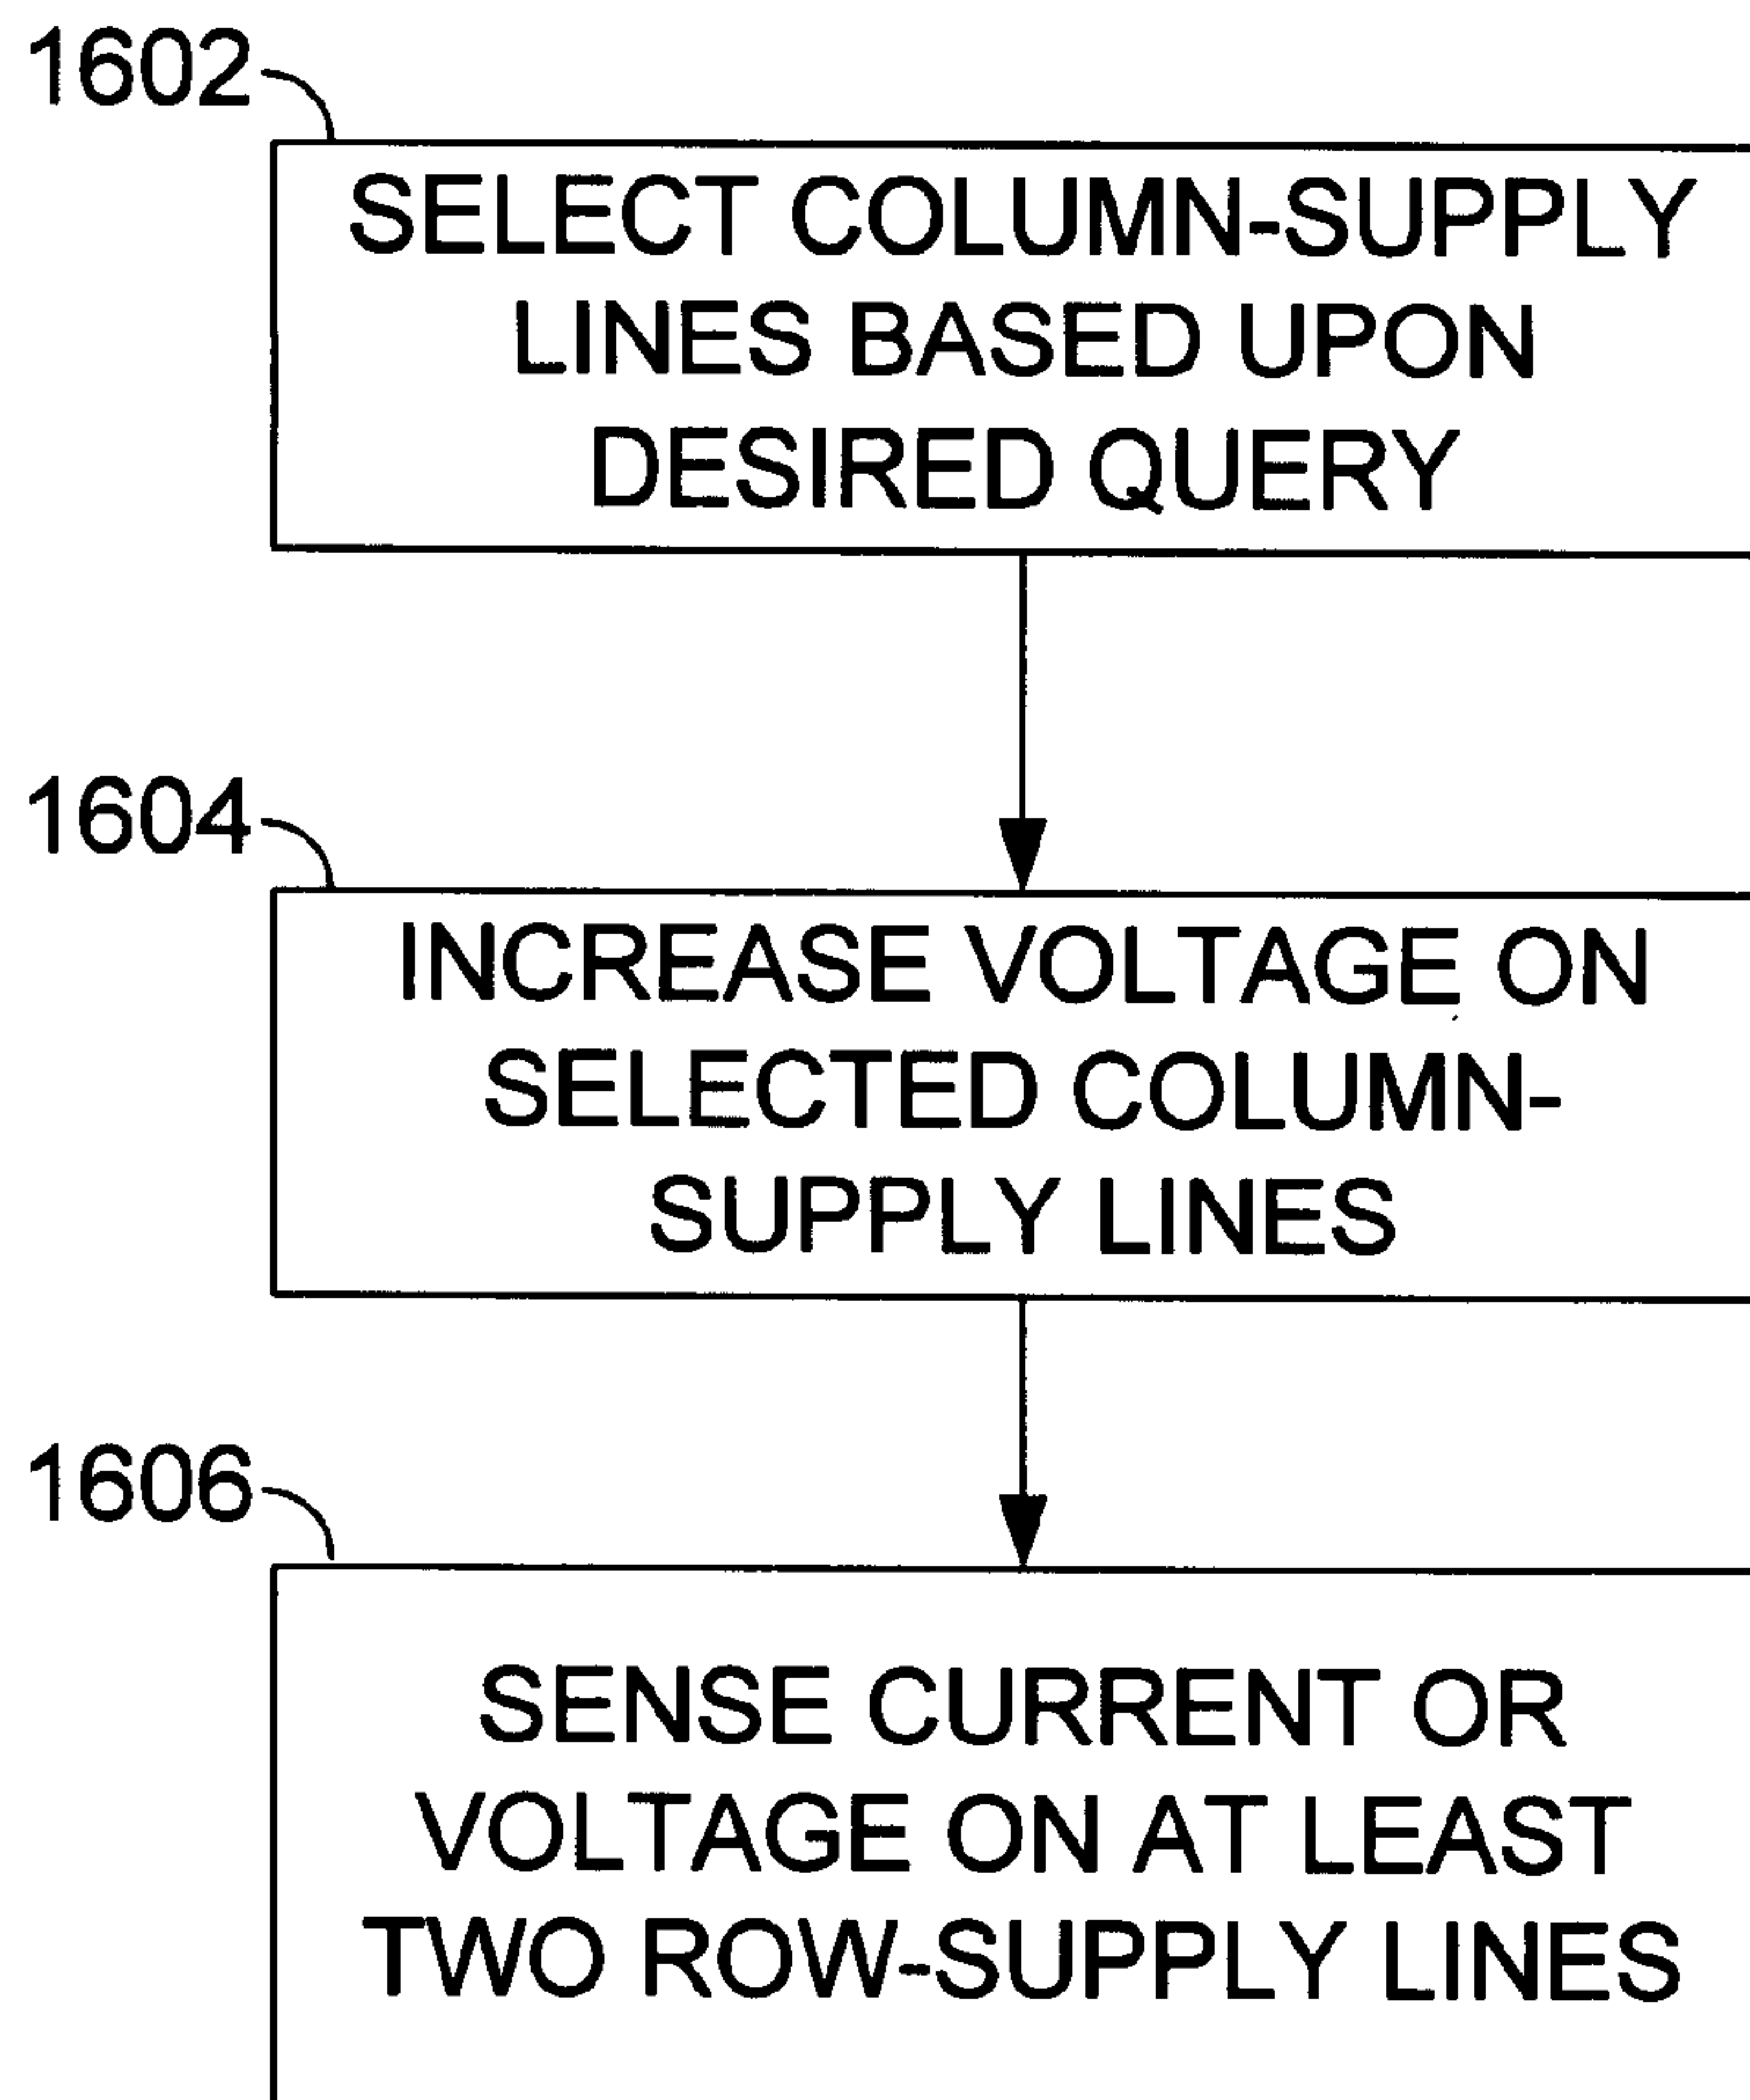 1602
SELECT COLUMN-SUPPLY
LINES BASED UPON
DESIRED QUERY
1604
INCREASE VOLTAGE ON
SELECTED COLUMN-
SUPPLY LINES
1606
SENSE CURRENT OR
VOLTAGE ON AT LEAST
TWO ROW-SUPPLY LINES